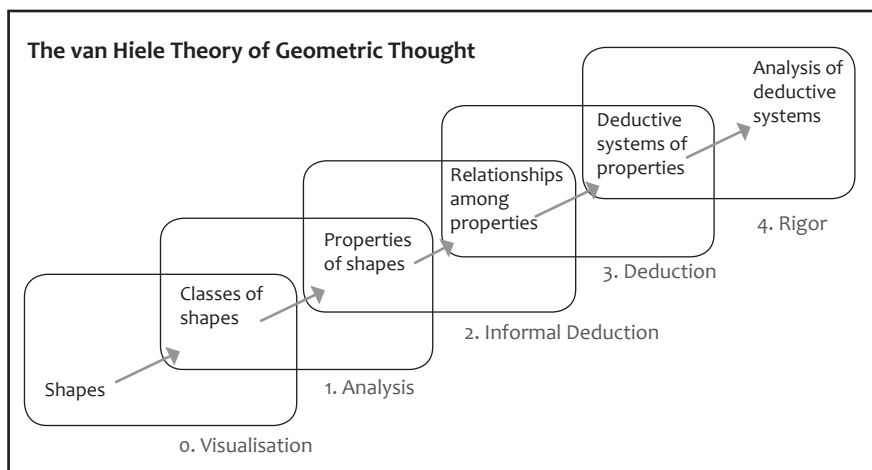 The van Hiele Theory of Geometric Thought
Analysis of
deductive
systems
Deductive
systems of
properties
4. Rigor
Relationships
among
properties
3. Deduction
Properties
of shapes
2. Informal Deduction
Classes of
shapes
1. Analysis
Shapes
0. Visualisation